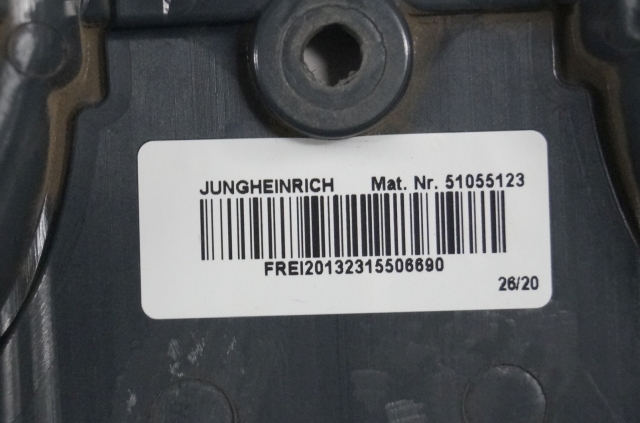 JUNGHEINRICH Mat. Nr. 51055123
FREI20132315506690
26/20